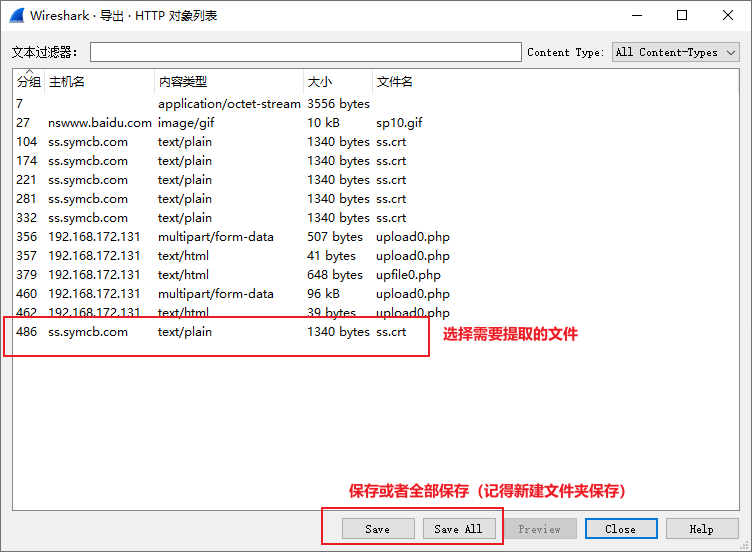 Wireshark · 导出 · HTTP 对象列表
文本过滤器： Content Type: All Content-Types
分组 主机名 内容类型 大小 文件名
7 application/octet-stream 3556 bytes
27 nswww.baidu.com image/gif 10 kB sp10.gif
104 ss.symcb.com text/plain 1340 bytes ss.crt
174 ss.symcb.com text/plain 1340 bytes ss.crt
221 ss.symcb.com text/plain 1340 bytes ss.crt
281 ss.symcb.com text/plain 1340 bytes ss.crt
332 ss.symcb.com text/plain 1340 bytes ss.crt
356 192.168.172.131 multipart/form-data 507 bytes upload0.php
357 192.168.172.131 text/html 41 bytes upload0.php
379 192.168.172.131 text/html 648 bytes upfile0.php
460 192.168.172.131 multipart/form-data 96 kB upload0.php
462 192.168.172.131 text/html 39 bytes upload0.php
486 ss.symcb.com text/plain 1340 bytes ss.crt 选择需要提取的文件
保存或者全部保存（记得新建文件夹保存）
Save Save All Preview Close Help